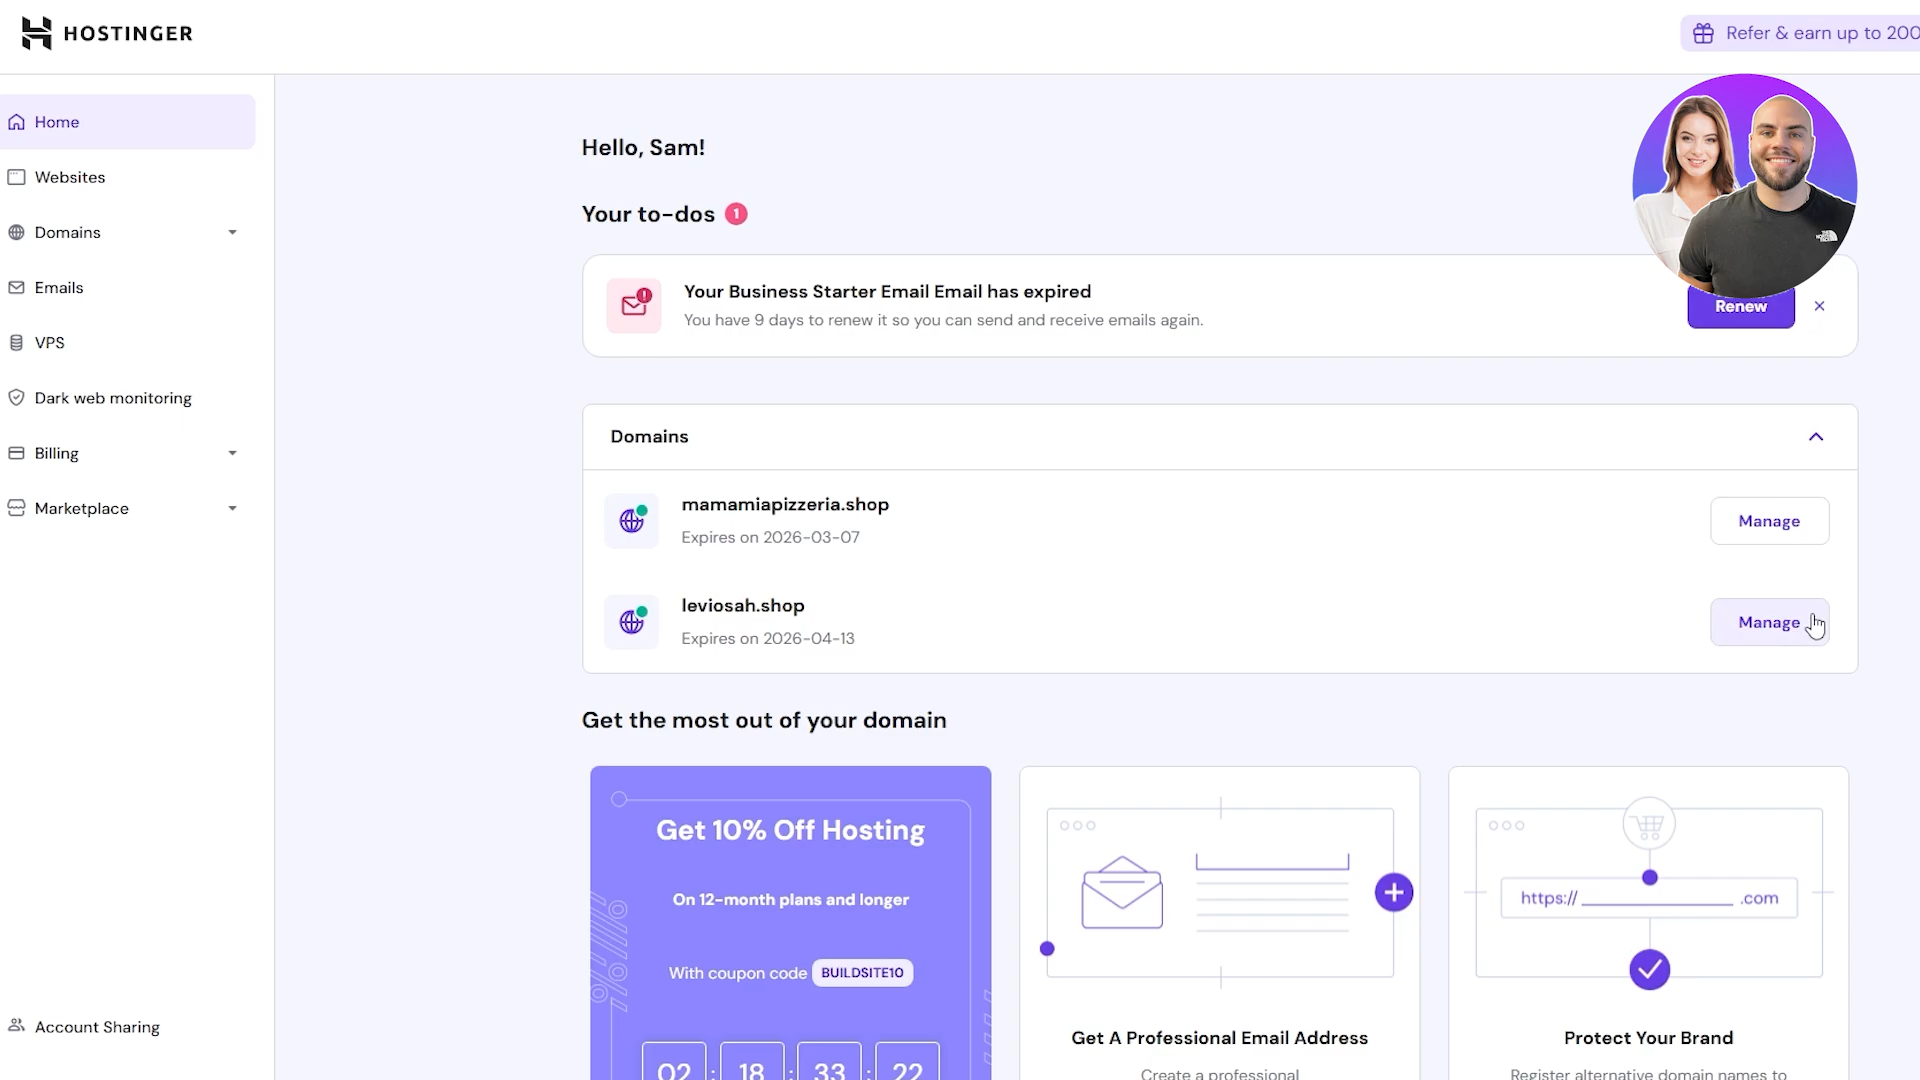 HOSTINGER
Refer & earn up to 200
Home
Websites
Domains
Emails
VPS
Dark web monitoring
Billing
Marketplace
Account Sharing
Hello, Sam!
Your to-dos 1
Your Business Starter Email Email has expired
You have 9 days to renew it so you can send and receive emails again.
Renew
Domains
mamamiapizzeria.shop
Expires on 2026-03-07
Manage
leviosah.shop
Expires on 2026-04-13
Manage
Get the most out of your domain
Get 10% Off Hosting
On 12-month plans and longer
With coupon code BUILDSITE10
02 : 18 : 33 : 22
Get A Professional Email Address
Create a professional
https:// .com
Protect Your Brand
Register alternative domain names to